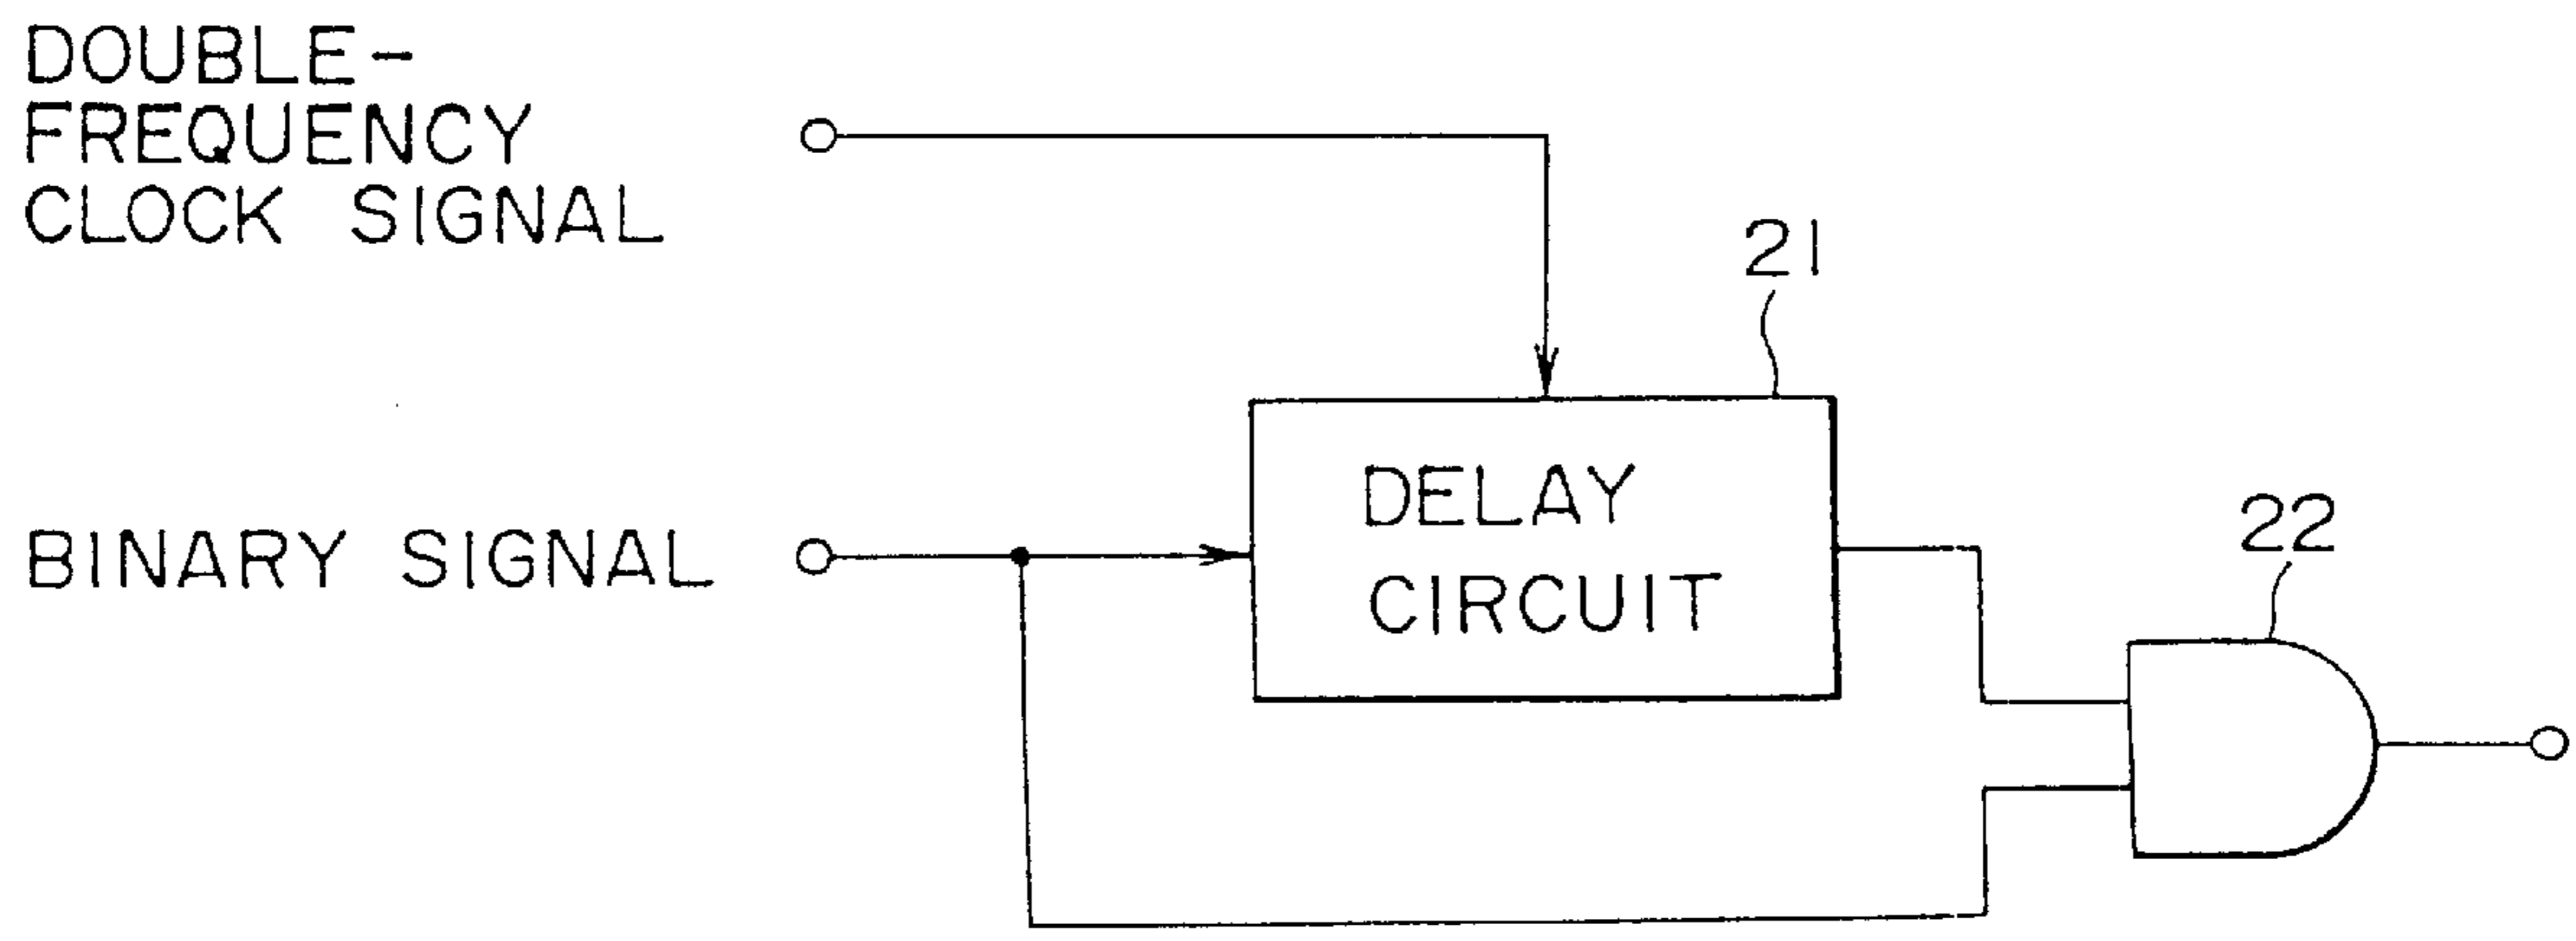 DOUBLE-
FREQUENCY
CLOCK SIGNAL
21
DELAY
CIRCUIT
BINARY SIGNAL
22